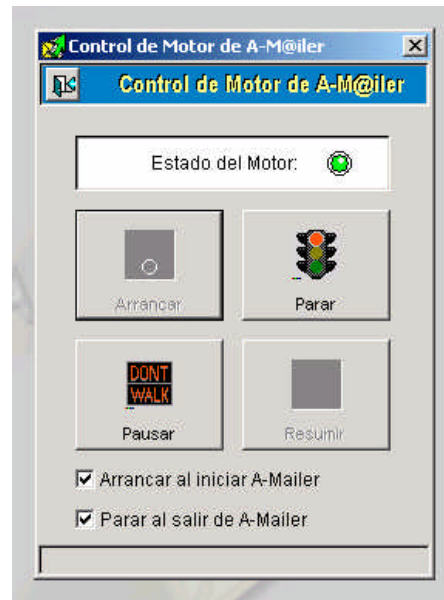 Control de Motor de A-M@iler
Control de Motor de A-M@iler
Estado del Motor:
Arrancar
Parar
DONT
WALK
Pausar
Resumir
Arrancar al iniciar A-Mailer
Parar al salir de A-Mailer